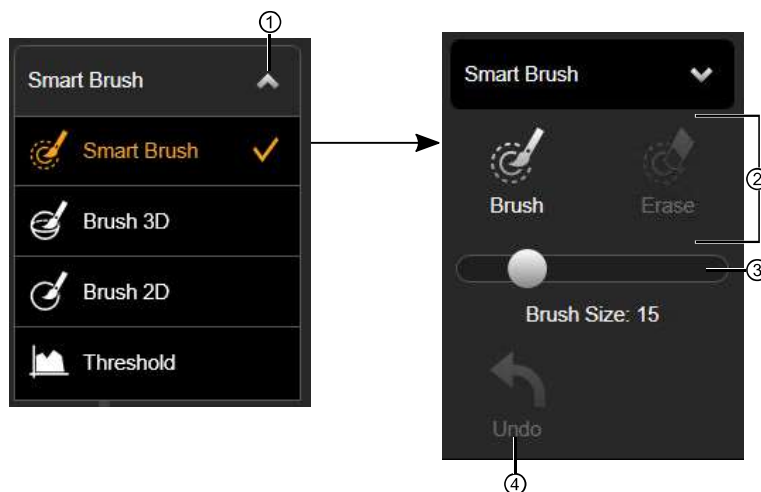 ①
Smart Brush
Smart Brush
Brush 3D
Brush 2D
Threshold
Smart Brush
②
Brush Erase
③
Brush Size: 15
Undo
④